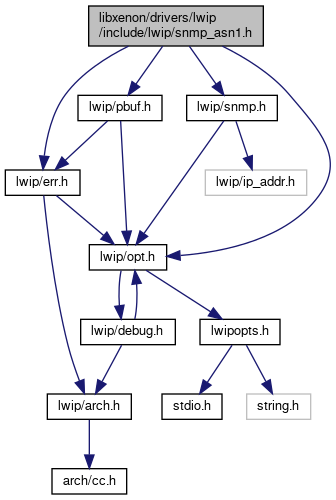 libxenon/drivers/lwip
/include/lwip/snmp_asn1.h
lwip/pbuf.h
lwip/snmp.h
lwip/err.h
lwip/ip_addr.h
lwip/opt.h
lwip/debug.h
lwipopts.h
lwip/arch.h
stdio.h
string.h
arch/cc.h